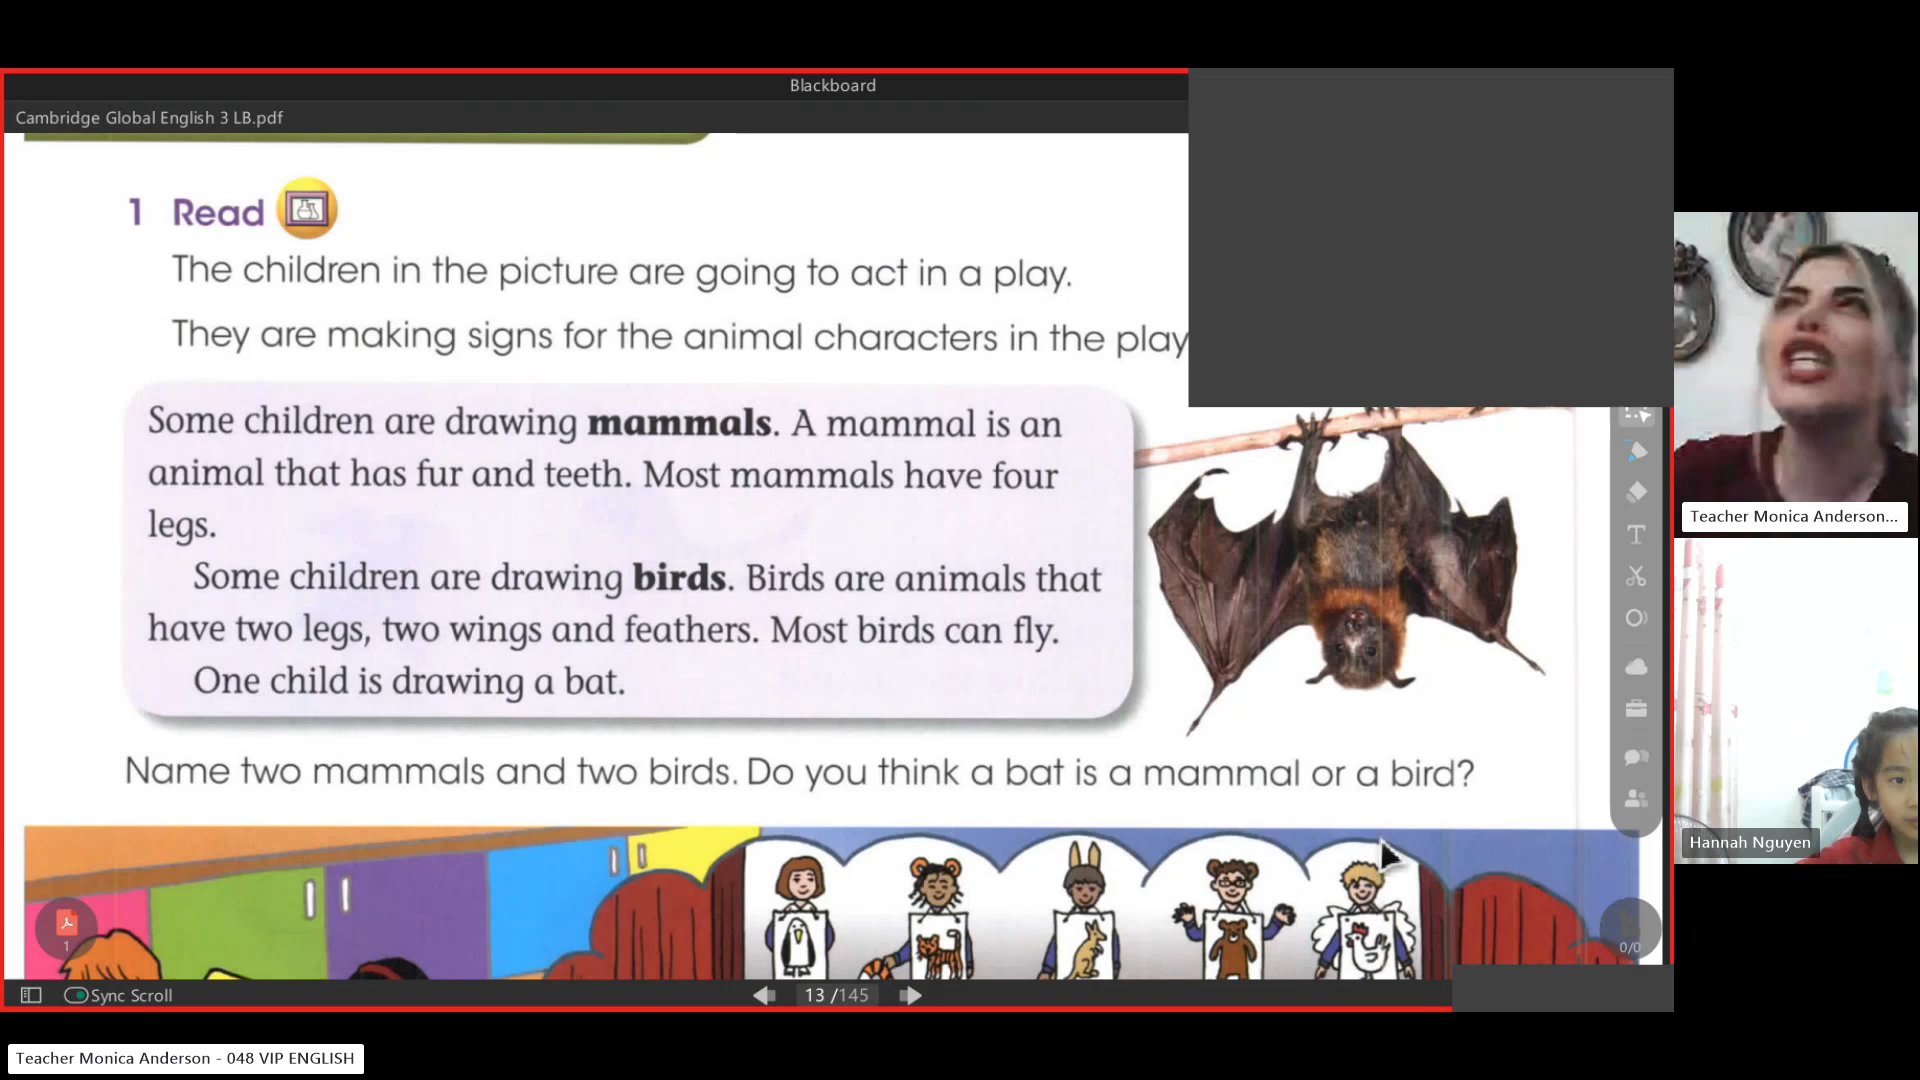 Blackboard
Cambridge Global English 3 LB.pdf
1 Read
The children in the picture are going to act in a play.
They are making signs for the animal characters in the play
Some children are drawing mammals. A mammal is an
animal that has fur and teeth. Most mammals have four
legs.
Some children are drawing birds. Birds are animals that
have two legs, two wings and feathers. Most birds can fly.
One child is drawing a bat.
Name two mammals and two birds. Do you think a bat is a mammal or a bird?
1
0/0
Sync Scroll
13 /145
Teacher Monica Anderson...
Hannah Nguyen
Teacher Monica Anderson - 048 VIP ENGLISH